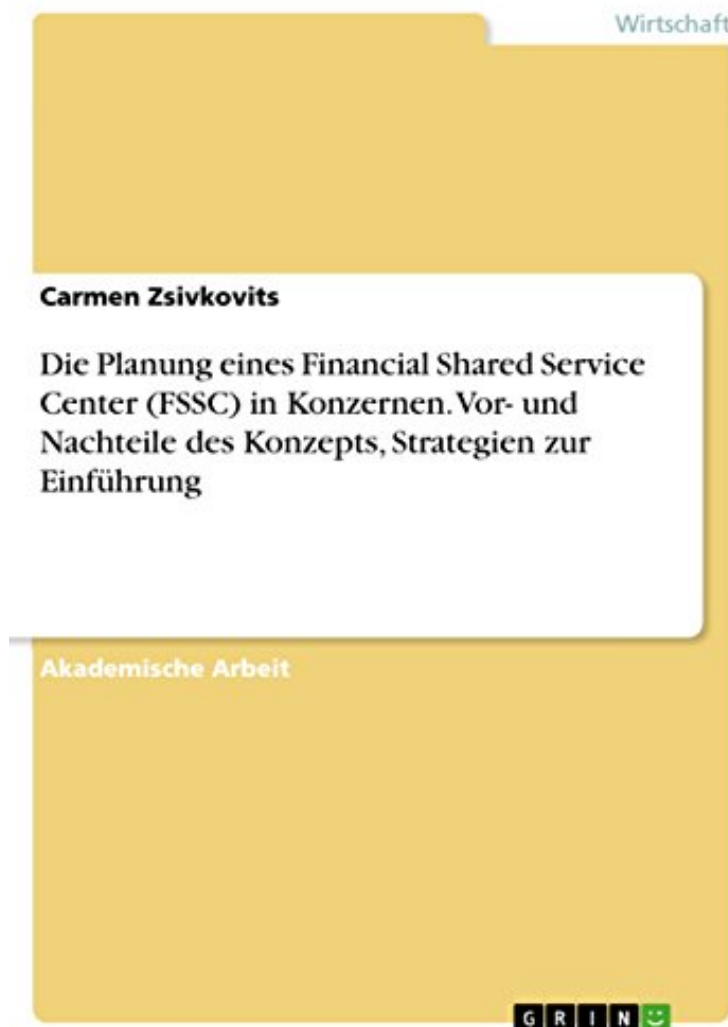 Wirtschaft
Carmen Zsivkovits
Die Planung eines Financial Shared Service
Center (FSSC) in Konzernen. Vor- und
Nachteile des Konzepts, Strategien zur
Einführung
Akademische Arbeit
GRIN